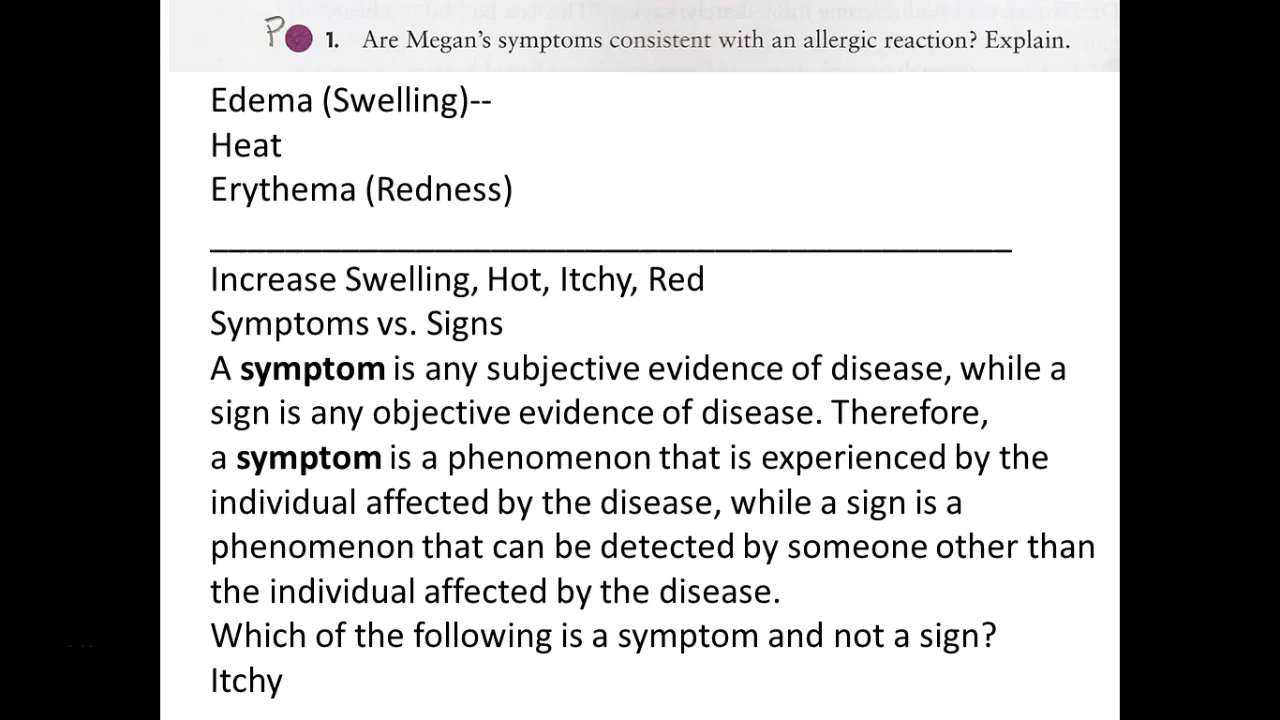 P 1. Are Megan's symptoms consistent with an allergic reaction? Explain.
Edema (Swelling)--
Heat
Erythema (Redness)
___________________________________________
Increase Swelling, Hot, Itchy, Red
Symptoms vs. Signs
A symptom is any subjective evidence of disease, while a
sign is any objective evidence of disease. Therefore,
a symptom is a phenomenon that is experienced by the
individual affected by the disease, while a sign is a
phenomenon that can be detected by someone other than
the individual affected by the disease.
Which of the following is a symptom and not a sign?
Itchy